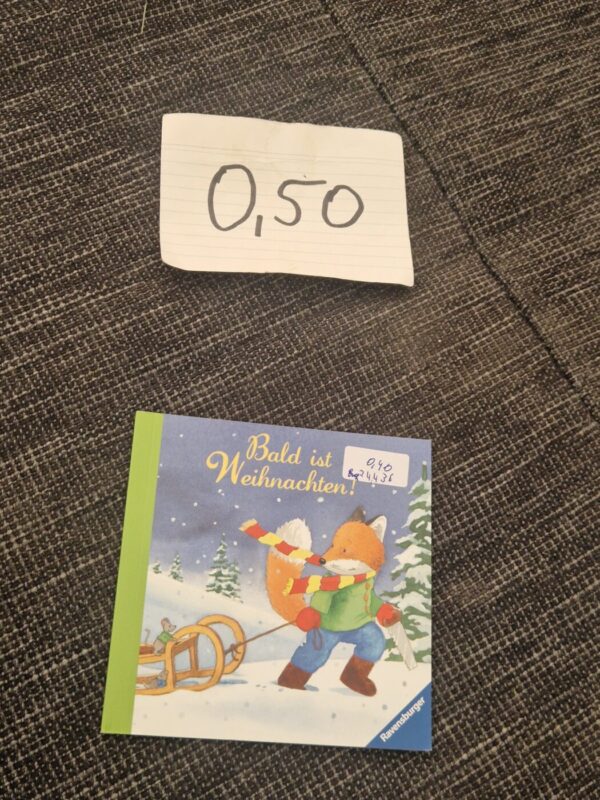 0,50
Bald ist
Weihnachten!
0,40
Ravensburger